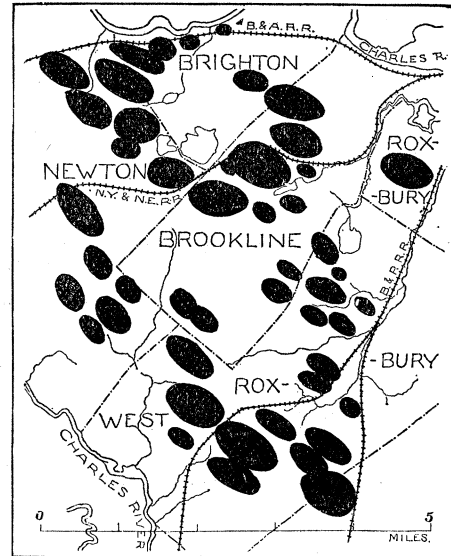 B. & A. R. R.
CHARLES R.
BRIGHTON
ROX-
NEWTON
-BURY
N.Y. & N.E. R.R.
BROOKLINE
B. & P. R. R.
-BURY
ROX-
WEST
CHARLES RIVER
0 5
MILES.